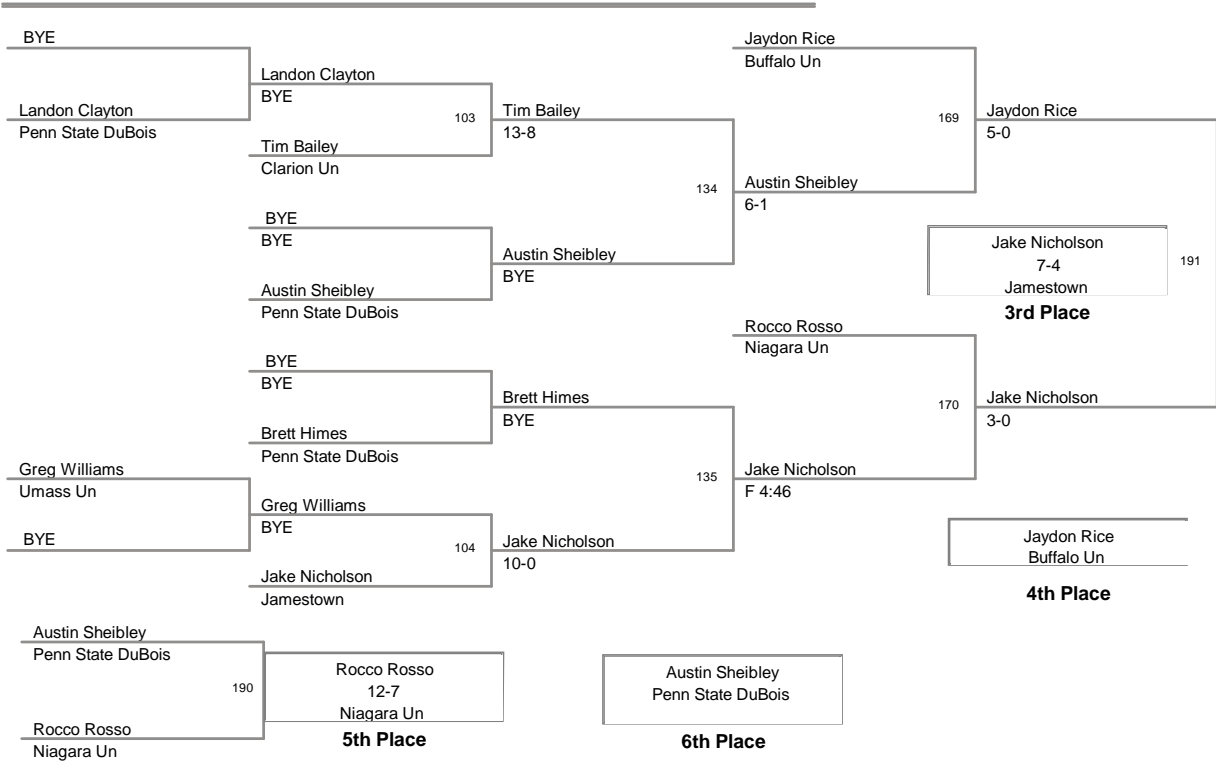 BYE
Landon Clayton
Penn State DuBois
Landon Clayton
BYE
103
Tim Bailey
Clarion Un
Tim Bailey
13-8
BYE
BYE
Austin Sheibley
Penn State DuBois
Austin Sheibley
BYE
134
Jaydon Rice
Buffalo Un
Austin Sheibley
6-1
169
Jaydon Rice
5-0
BYE
BYE
Brett Himes
Penn State DuBois
Brett Himes
BYE
Greg Williams
Umass Un
BYE
Greg Williams
BYE
104
Jake Nicholson
Jamestown
Jake Nicholson
10-0
135
Rocco Rosso
Niagara Un
Jake Nicholson
F 4:46
170
Jake Nicholson
3-0
191
Jake Nicholson
7-4
Jamestown
3rd Place
Jaydon Rice
Buffalo Un
4th Place
Austin Sheibley
Penn State DuBois
190
Rocco Rosso
Niagara Un
Rocco Rosso
12-7
Niagara Un
5th Place
Austin Sheibley
Penn State DuBois
6th Place